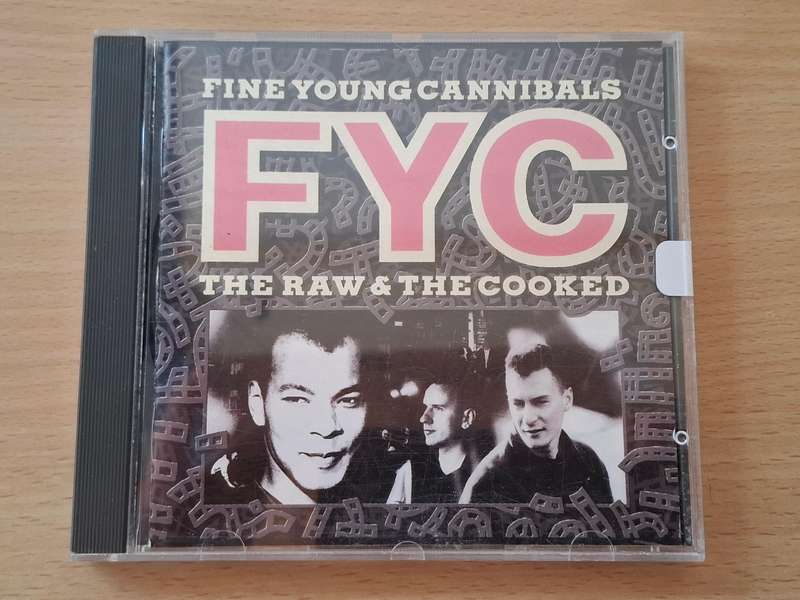 FINE YOUNG CANNIBALS
FYC
THE RAW & THE COOKED